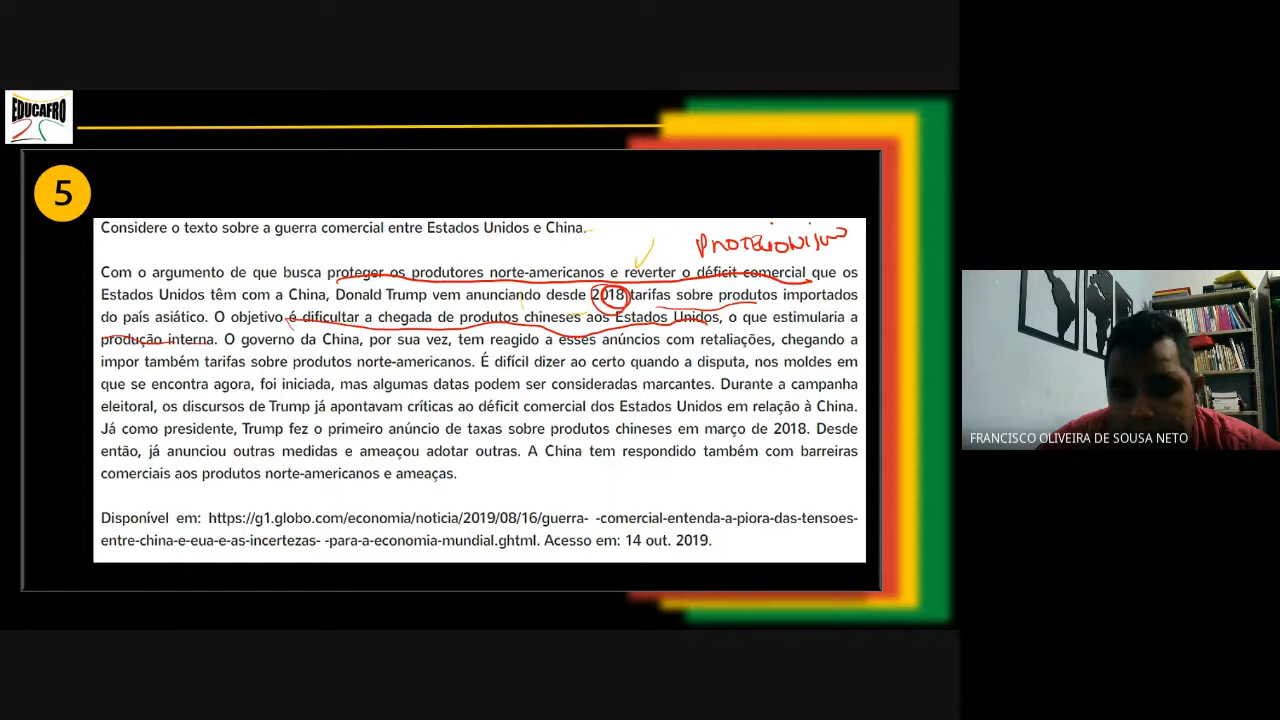 EDUCAFRO
5
Considere o texto sobre a guerra comercial entre Estados Unidos e China.
PROTECIONISMO
Com o argumento de que busca proteger os produtores norte-americanos e reverter o déficit comercial que os
Estados Unidos têm com a China, Donald Trump vem anunciando desde 2018 tarifas sobre produtos importados
do país asiático. O objetivo é dificultar a chegada de produtos chineses aos Estados Unidos, o que estimularia a
produção interna. O governo da China, por sua vez, tem reagido a esses anúncios com retaliações, chegando a
impor também tarifas sobre produtos norte-americanos. É difícil dizer ao certo quando a disputa, nos moldes em
que se encontra agora, foi iniciada, mas algumas datas podem ser consideradas marcantes. Durante a campanha
eleitoral, os discursos de Trump já apontavam críticas ao déficit comercial dos Estados Unidos em relação à China.
Já como presidente, Trump fez o primeiro anúncio de taxas sobre produtos chineses em março de 2018. Desde
então, já anunciou outras medidas e ameaçou adotar outras. A China tem respondido também com barreiras
comerciais aos produtos norte-americanos e ameaças.
Disponível em: https://g1.globo.com/economia/noticia/2019/08/16/guerra- -comercial-entenda-a-piora-das-tensoes-
entre-china-e-eua-e-as-incertezas- -para-a-economia-mundial.ghtml. Acesso em: 14 out. 2019.
FRANCISCO OLIVEIRA DE SOUSA NETO